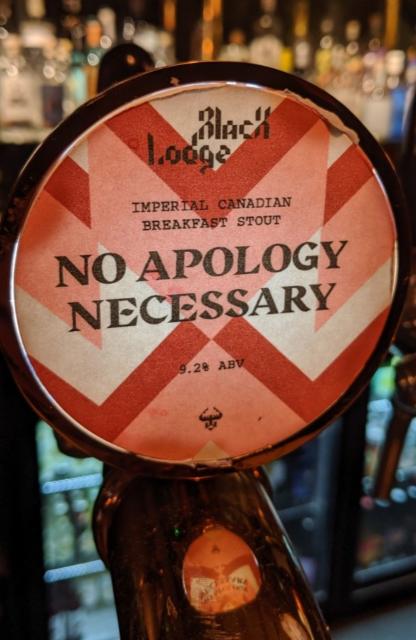 Black
Lodge
IMPERIAL CANADIAN
BREAKFAST STOUT
NO APOLOGY
NECESSARY
9.2% ABV